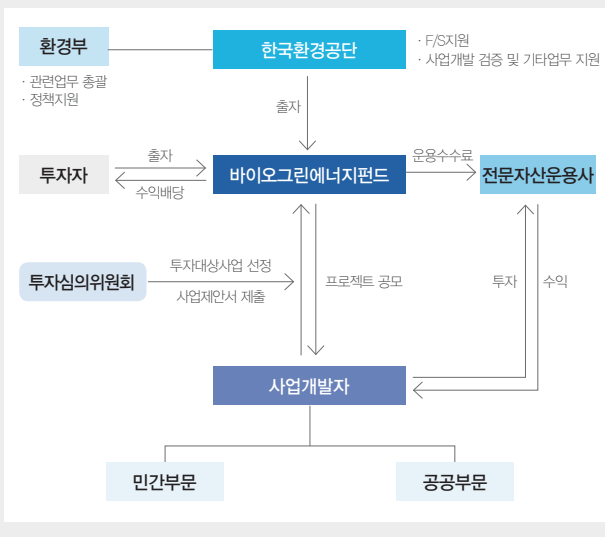 환경부
한국환경공단
· F/S지원
· 사업개발 검증 및 기타업무 지원
· 관련업무 총괄
· 정책지원
출자
투자자
출자
수익배당
바이오그린에너지펀드
운용수수료
전문자산운용사
투자심의위원회
투자대상사업 선정
사업제안서 제출
프로젝트 공모
투자
수익
사업개발자
민간부문
공공부문